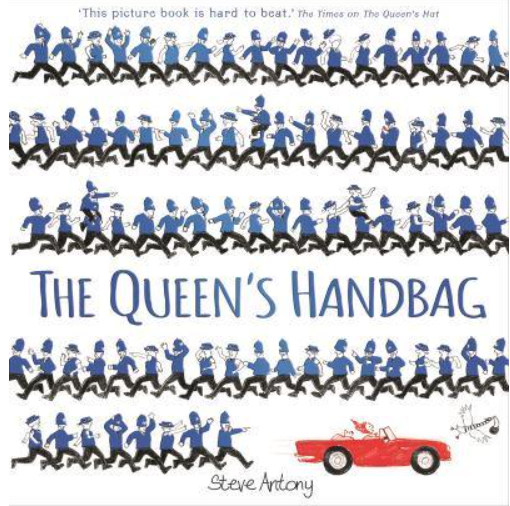 'This picture book is hard to beat.' The Times on The Queen's Hat
THE QUEEN'S HANDBAG
Steve Antony